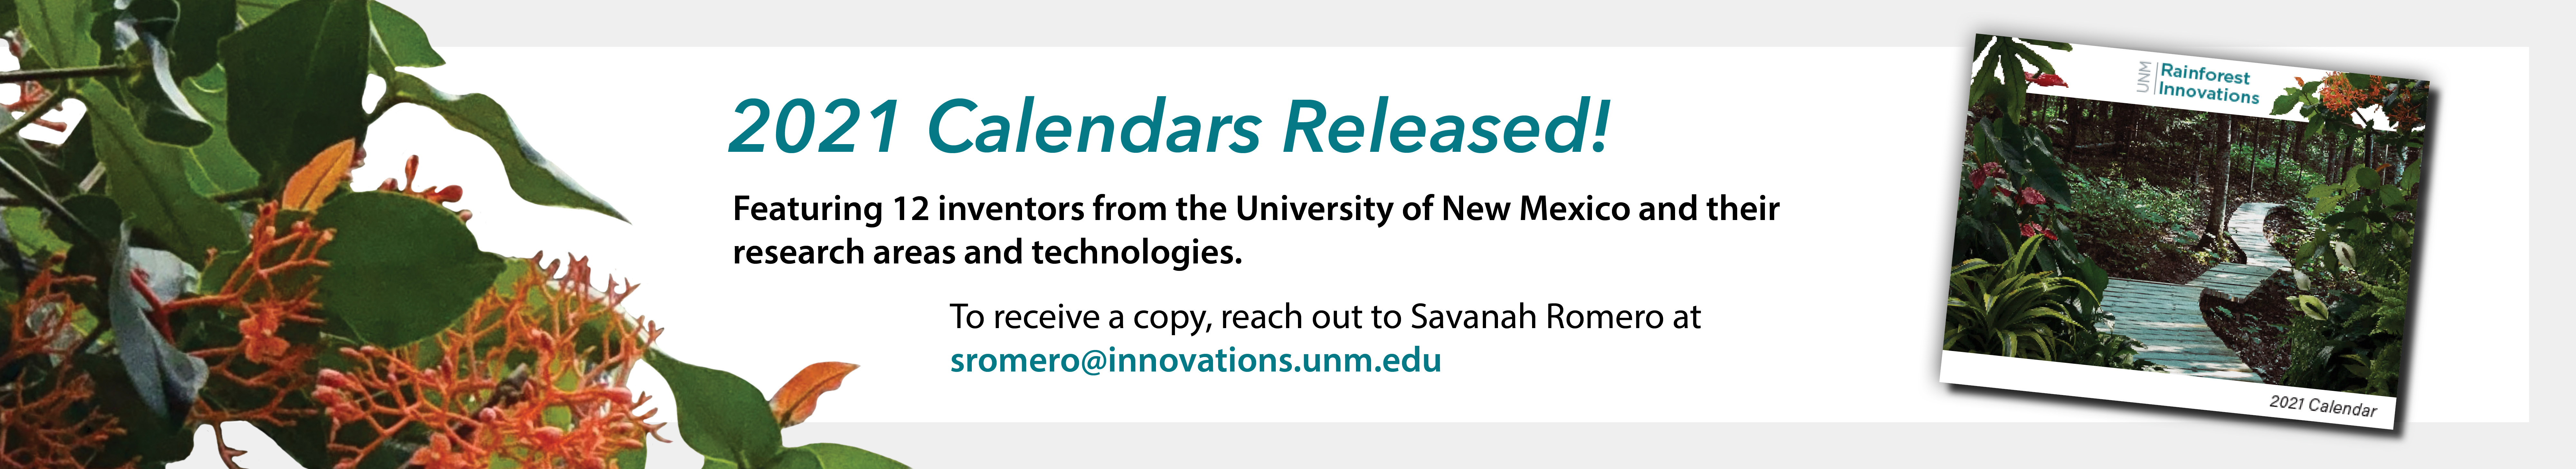 2021 Calendars Released!
Featuring 12 inventors from the University of New Mexico and their
research areas and technologies.
To receive a copy, reach out to Savanah Romero at
sromero@innovations.unm.edu
UNM
Rainforest
Innovations
2021 Calendar